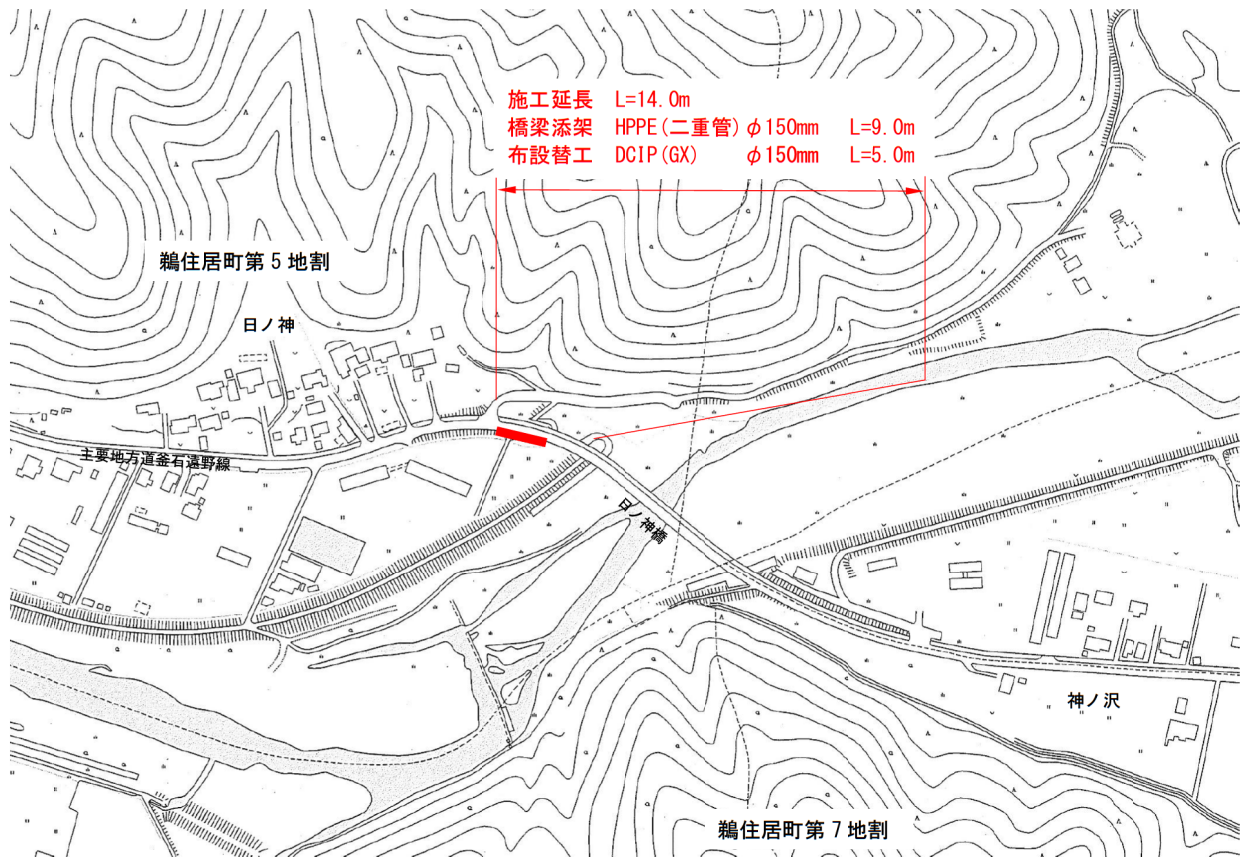 施工延長 L=14.0m
橋梁添架 HPPE(二重管)φ150mm L=9.0m
布設替工 DCIP(GX) φ150mm L=5.0m
鵜住居町第5地割
日ノ神
主要地方道釜石遠野線
日ノ神橋
神ノ沢
鵜住居町第7地割